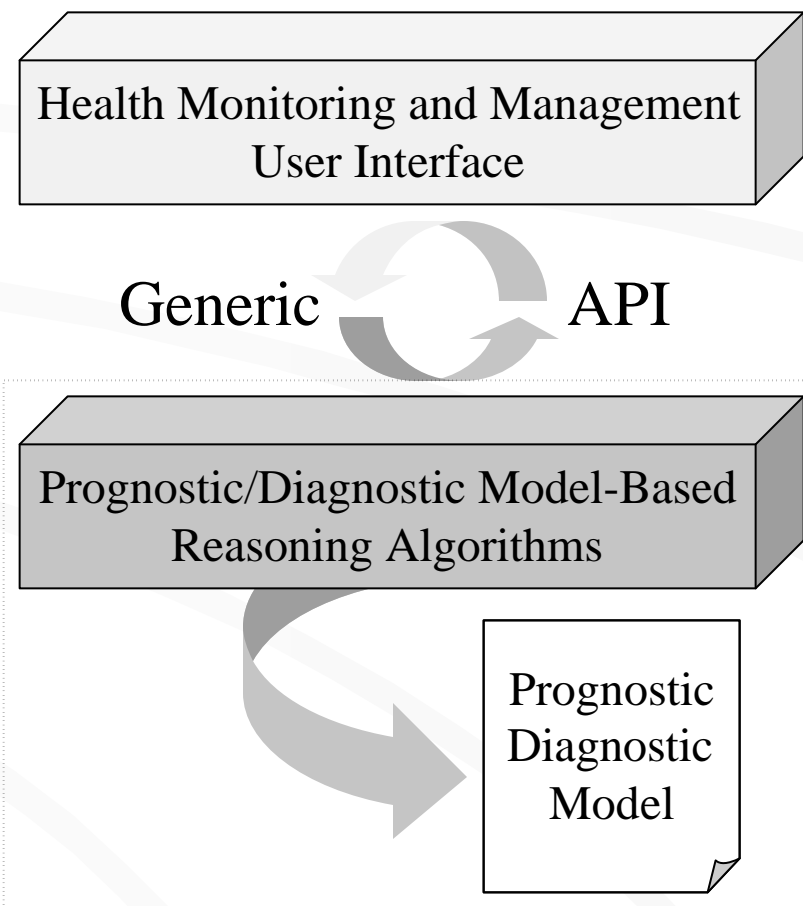 Health Monitoring and Management
User Interface
Generic API
Prognostic/Diagnostic Model-Based
Reasoning Algorithms
Prognostic
Diagnostic
Model